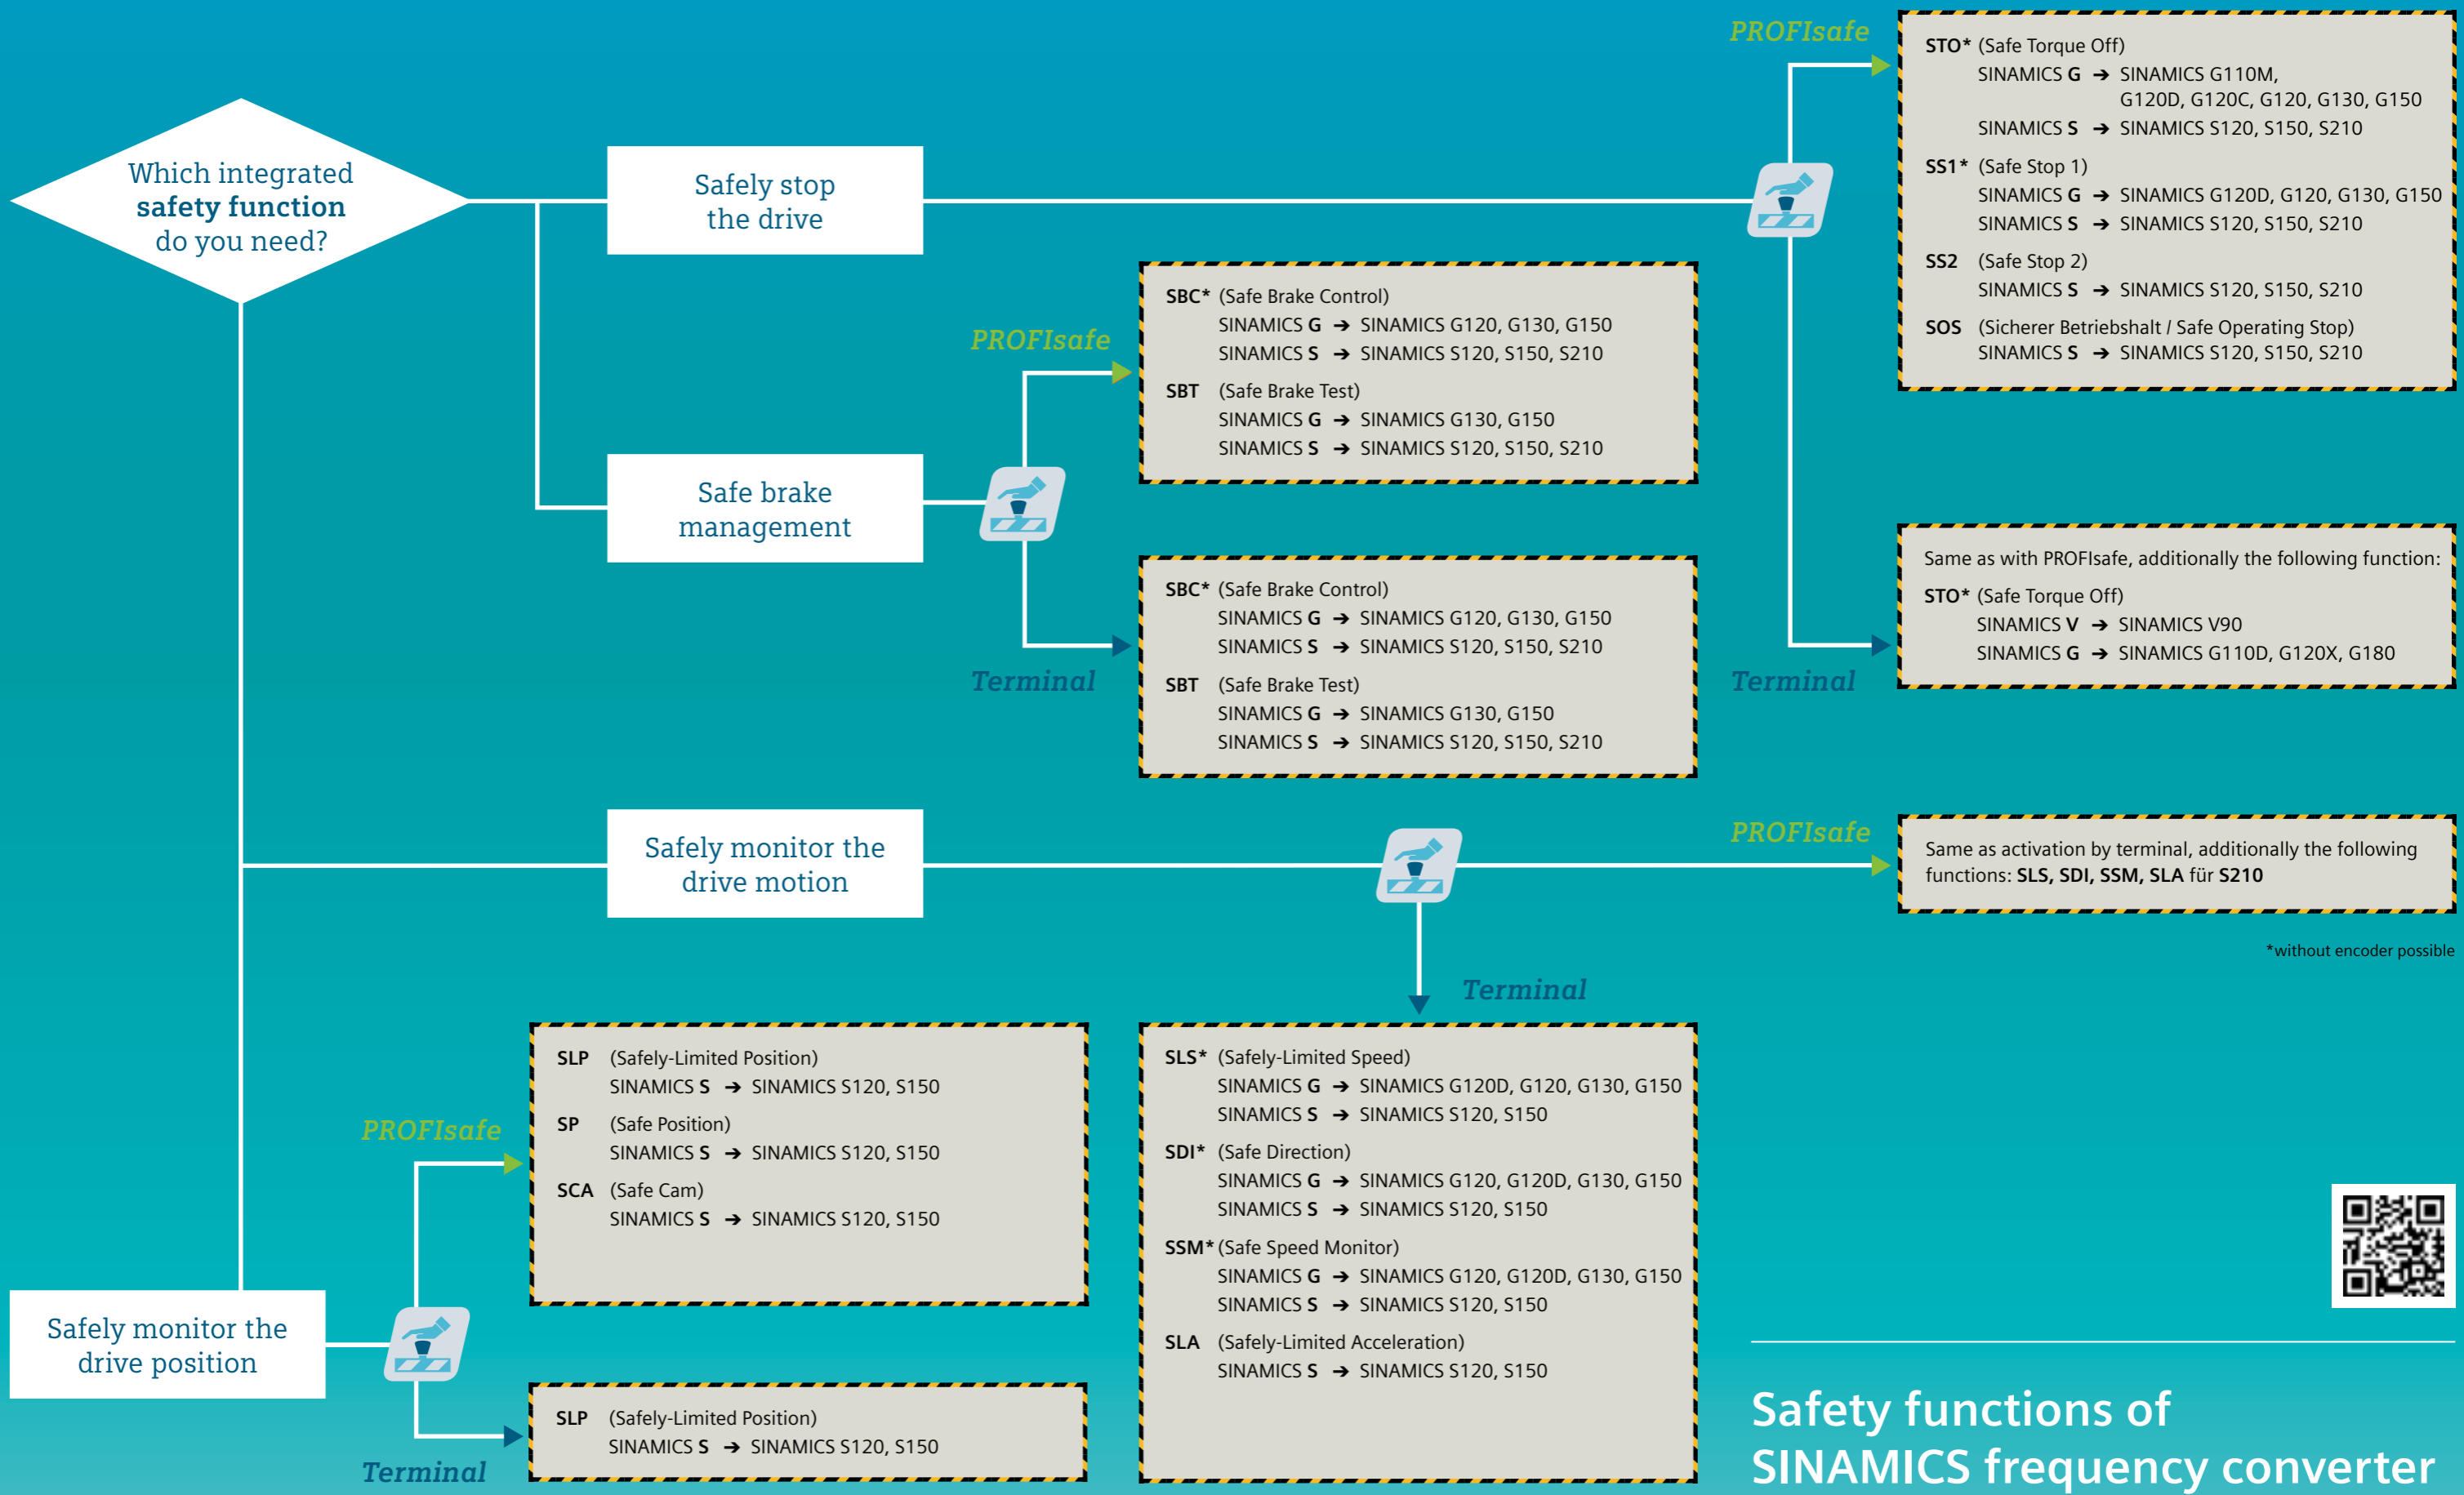 Which integrated
safety function
do you need?
Safely stop
the drive
PROFIsafe
STO* (Safe Torque Off)
SINAMICS G ➔ SINAMICS G110M,
G120D, G120C, G120, G130, G150
SINAMICS S ➔ SINAMICS S120, S150, S210
SS1* (Safe Stop 1)
SINAMICS G ➔ SINAMICS G120D, G120, G130, G150
SINAMICS S ➔ SINAMICS S120, S150, S210
SS2 (Safe Stop 2)
SINAMICS S ➔ SINAMICS S120, S150, S210
SOS (Sicherer Betriebshalt / Safe Operating Stop)
SINAMICS S ➔ SINAMICS S120, S150, S210
Terminal
Same as with PROFIsafe, additionally the following function:
STO* (Safe Torque Off)
SINAMICS V ➔ SINAMICS V90
SINAMICS G ➔ SINAMICS G110D, G120X, G180
Safe brake
management
PROFIsafe
SBC* (Safe Brake Control)
SINAMICS G ➔ SINAMICS G120, G130, G150
SINAMICS S ➔ SINAMICS S120, S150, S210
SBT (Safe Brake Test)
SINAMICS G ➔ SINAMICS G130, G150
SINAMICS S ➔ SINAMICS S120, S150, S210
Terminal
SBC* (Safe Brake Control)
SINAMICS G ➔ SINAMICS G120, G130, G150
SINAMICS S ➔ SINAMICS S120, S150, S210
SBT (Safe Brake Test)
SINAMICS G ➔ SINAMICS G130, G150
SINAMICS S ➔ SINAMICS S120, S150, S210
Safely monitor the
drive motion
PROFIsafe
Same as activation by terminal, additionally the following
functions: SLS, SDI, SSM, SLA für S210
*without encoder possible
Terminal
SLS* (Safely-Limited Speed)
SINAMICS G ➔ SINAMICS G120D, G120, G130, G150
SINAMICS S ➔ SINAMICS S120, S150
SDI* (Safe Direction)
SINAMICS G ➔ SINAMICS G120, G120D, G130, G150
SINAMICS S ➔ SINAMICS S120, S150
SSM* (Safe Speed Monitor)
SINAMICS G ➔ SINAMICS G120, G120D, G130, G150
SINAMICS S ➔ SINAMICS S120, S150
SLA (Safely-Limited Acceleration)
SINAMICS S ➔ SINAMICS S120, S150
Safely monitor the
drive position
PROFIsafe
SLP (Safely-Limited Position)
SINAMICS S ➔ SINAMICS S120, S150
SP (Safe Position)
SINAMICS S ➔ SINAMICS S120, S150
SCA (Safe Cam)
SINAMICS S ➔ SINAMICS S120, S150
Terminal
SLP (Safely-Limited Position)
SINAMICS S ➔ SINAMICS S120, S150
Safety functions of
SINAMICS frequency converter